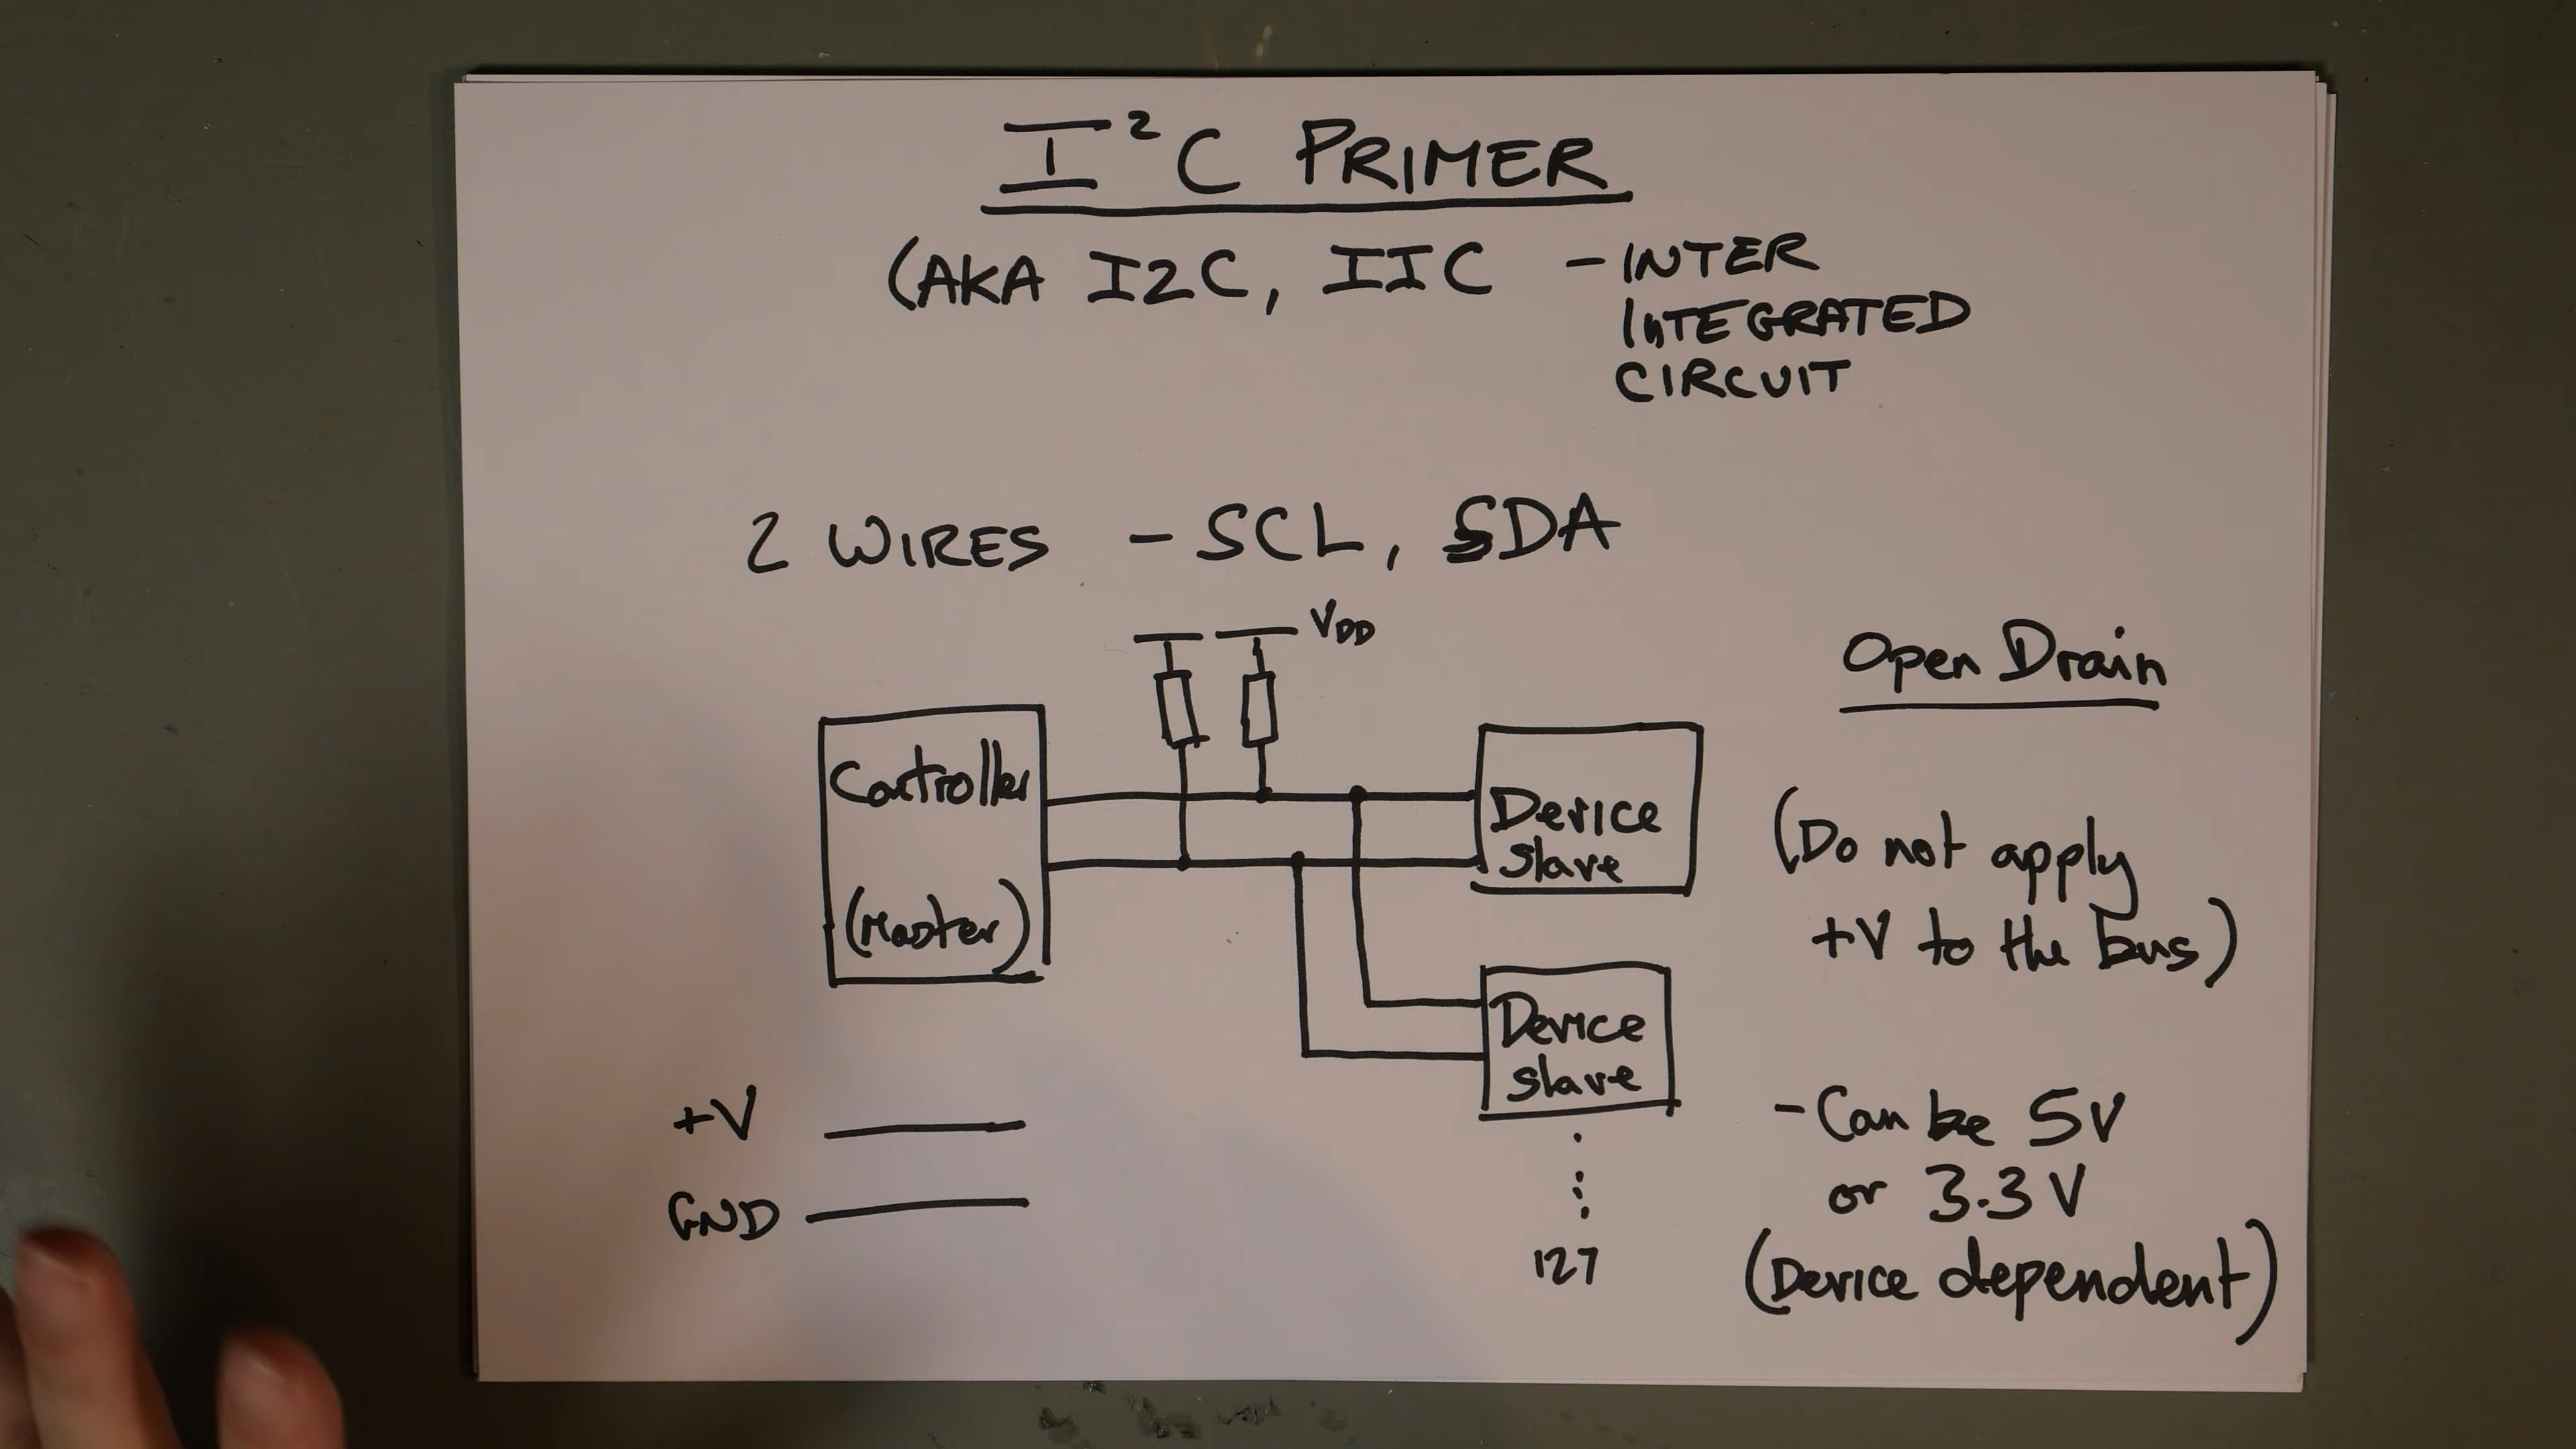 I²C PRIMER
(AKA I2C, IIC - INTER
INTEGRATED
CIRCUIT
2 WIRES - SCL, SDA
VDD
Open Drain
Controller
(Master)
Device
slave
(Do not apply
+V to the bus)
Device
slave
+V
GND
127
- Can be 5V
or 3.3V
(Device dependent)